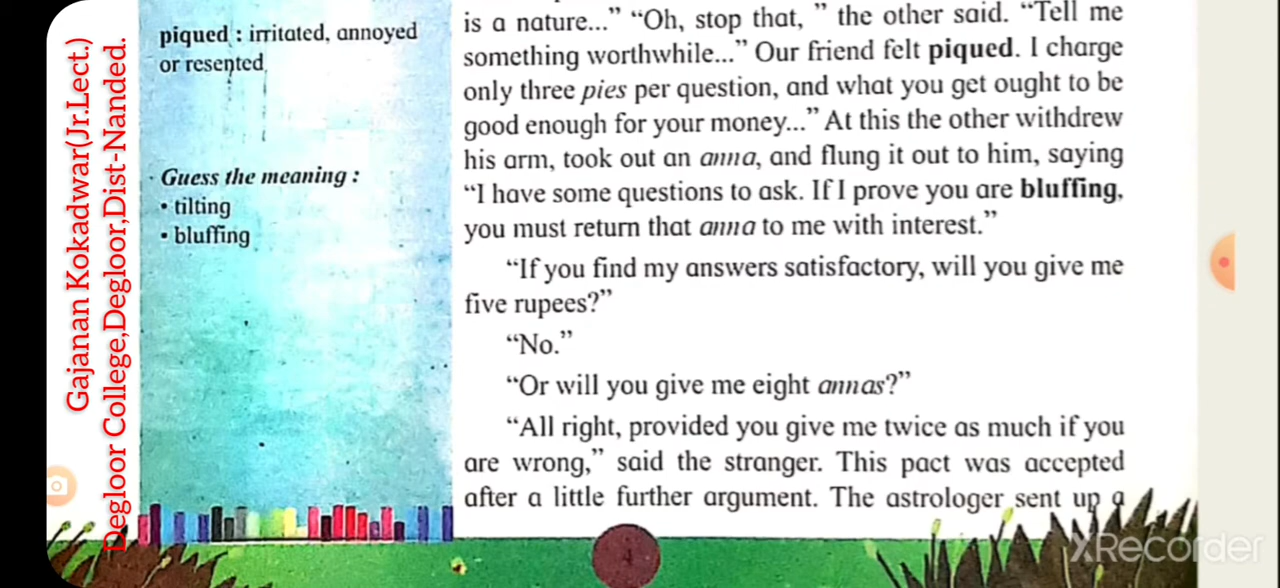 Gajanan Kokadwar(Jr.Lect.)
Degloor College,Degloor,Dist-Nanded.
piqued : irritated, annoyed
or resented
Guess the meaning :
• tilting
• bluffing
is a nature...” “Oh, stop that, ” the other said. “Tell me
something worthwhile...” Our friend felt piqued. I charge
only three pies per question, and what you get ought to be
good enough for your money...” At this the other withdrew
his arm, took out an anna, and flung it out to him, saying
“I have some questions to ask. If I prove you are bluffing,
you must return that anna to me with interest.”
“If you find my answers satisfactory, will you give me
five rupees?”
“No.”
“Or will you give me eight annas?”
“All right, provided you give me twice as much if you
are wrong,” said the stranger. This pact was accepted
after a little further argument. The astrologer sent up a
4
XRecorder